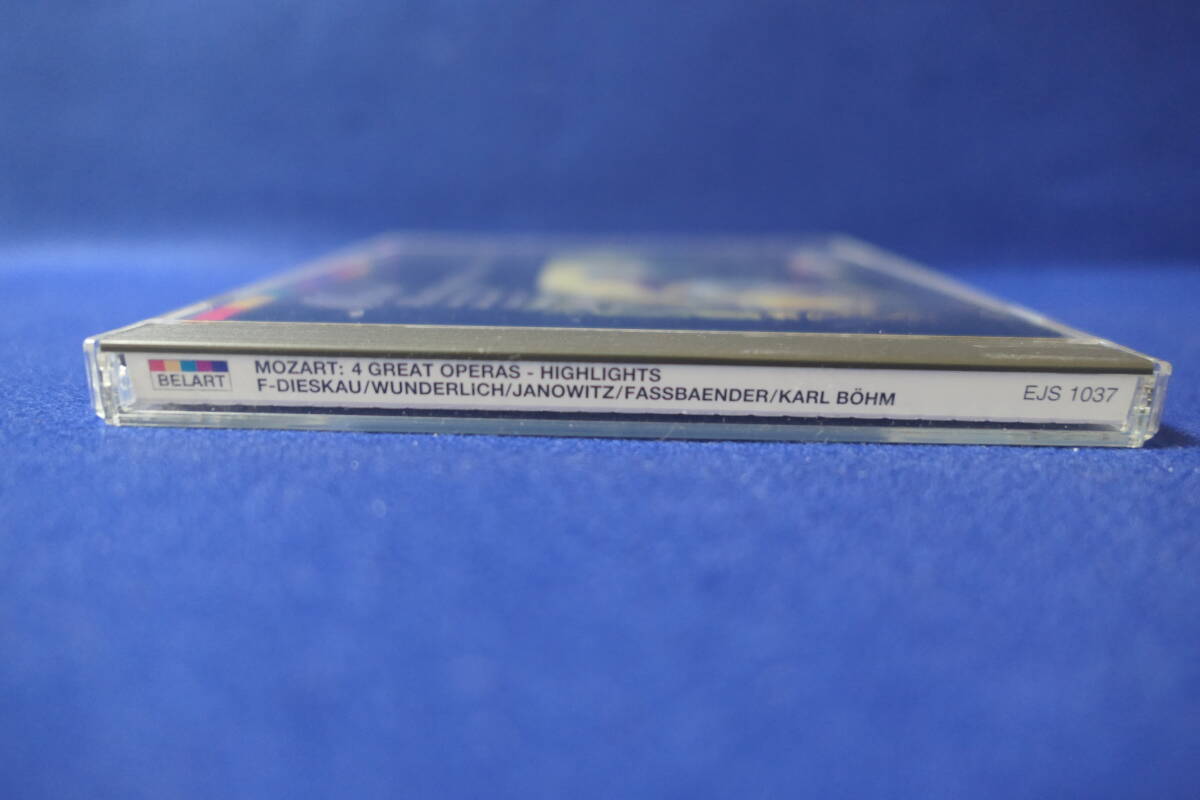 BELART
MOZART: 4 GREAT OPERAS - HIGHLIGHTS
F-DIESKAU/WUNDERLICH/JANOWITZ/FASSBAENDER/KARL BÖHM
EJS 1037